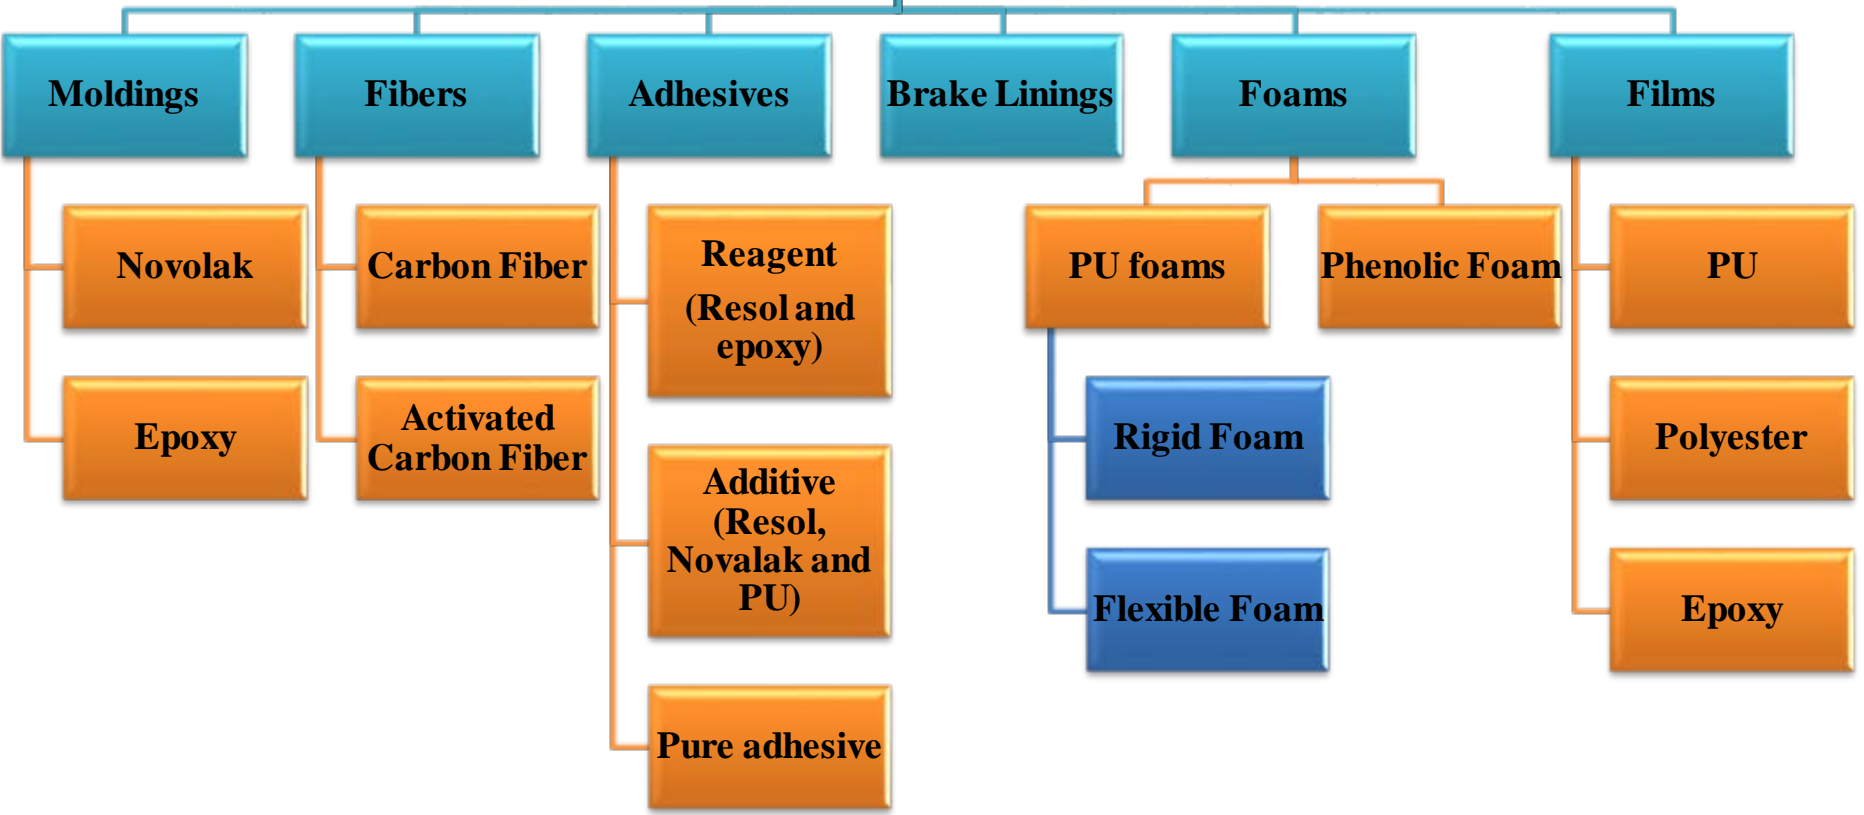 Moldings
Fibers
Adhesives
Brake Linings
Foams
Films
Novolak
Epoxy
Carbon Fiber
Activated
Carbon Fiber
Reagent
(Resol and
epoxy)
Additive
(Resol,
Novalak and
PU)
Pure adhesive
PU foams
Phenolic Foam
Rigid Foam
Flexible Foam
PU
Polyester
Epoxy